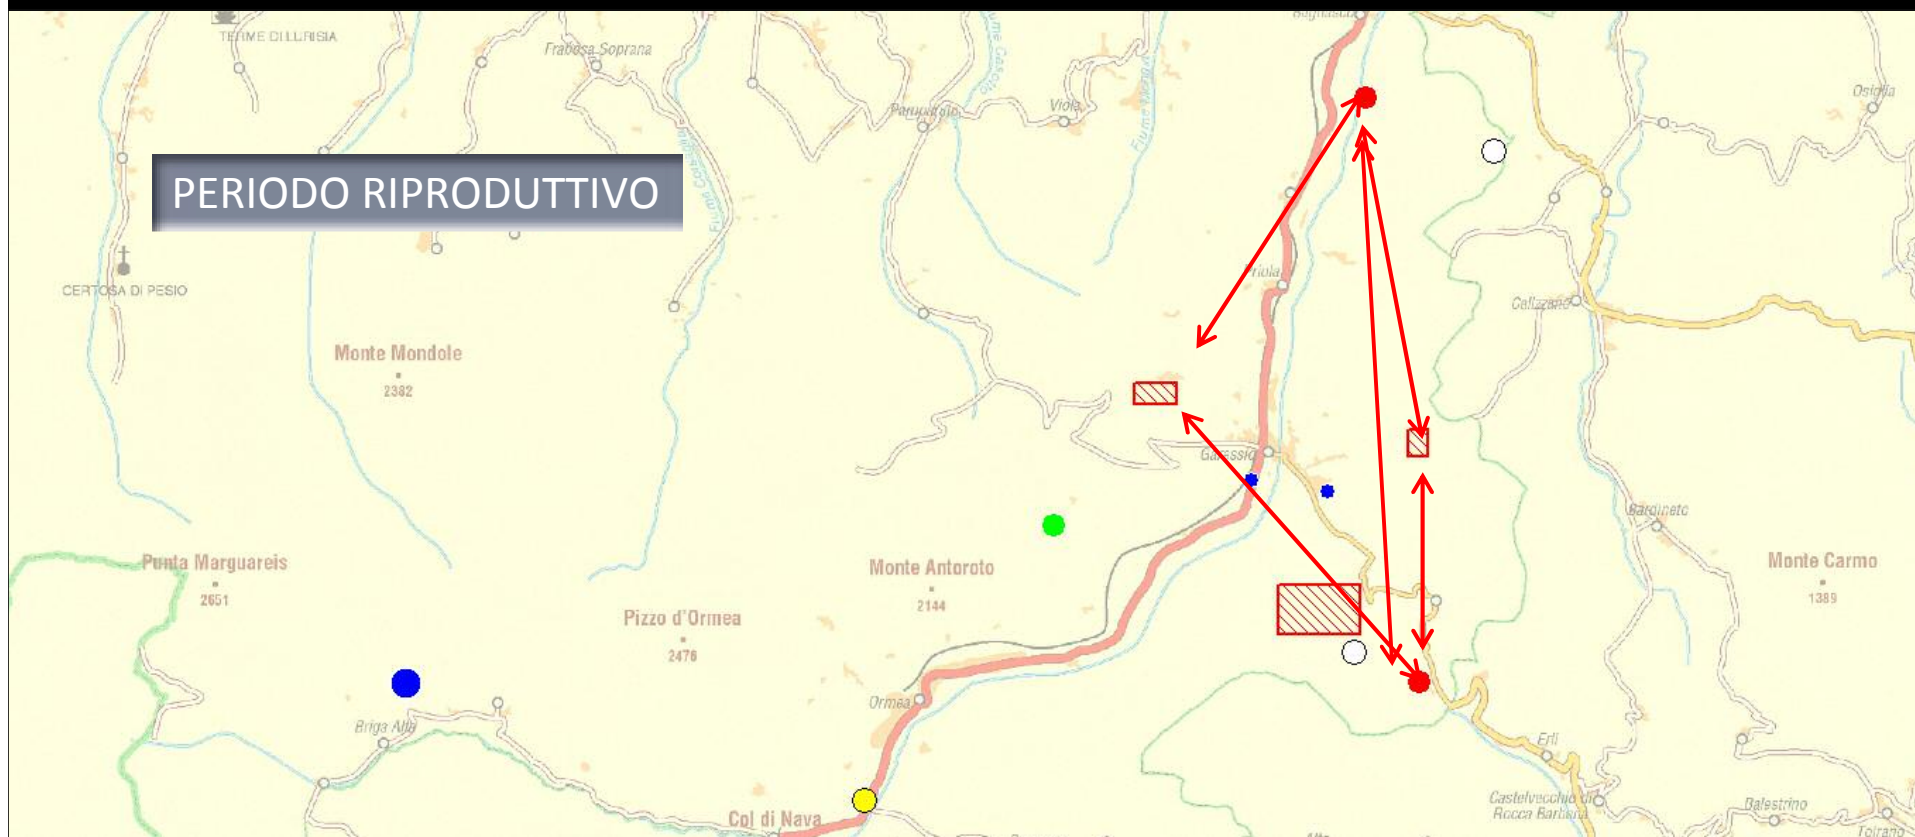 Bagnasco
TERME DI LURISIA
Frabosa Soprana
Osiglia
Viola
PERIODO RIPRODUTTIVO
Priola
CERTOSA DI PESIO
Calizzano
Monte Mondole
2382
Garessio
Bardineto
Punta Marguareis
2651
Monte Antoroto
2144
Monte Carmo
1389
Pizzo d'Ormea
2476
Ormea
Briga Alta
Erli
Castelvecchio di
Rocca Barbena
Balestrino
Col di Nava
Toirano